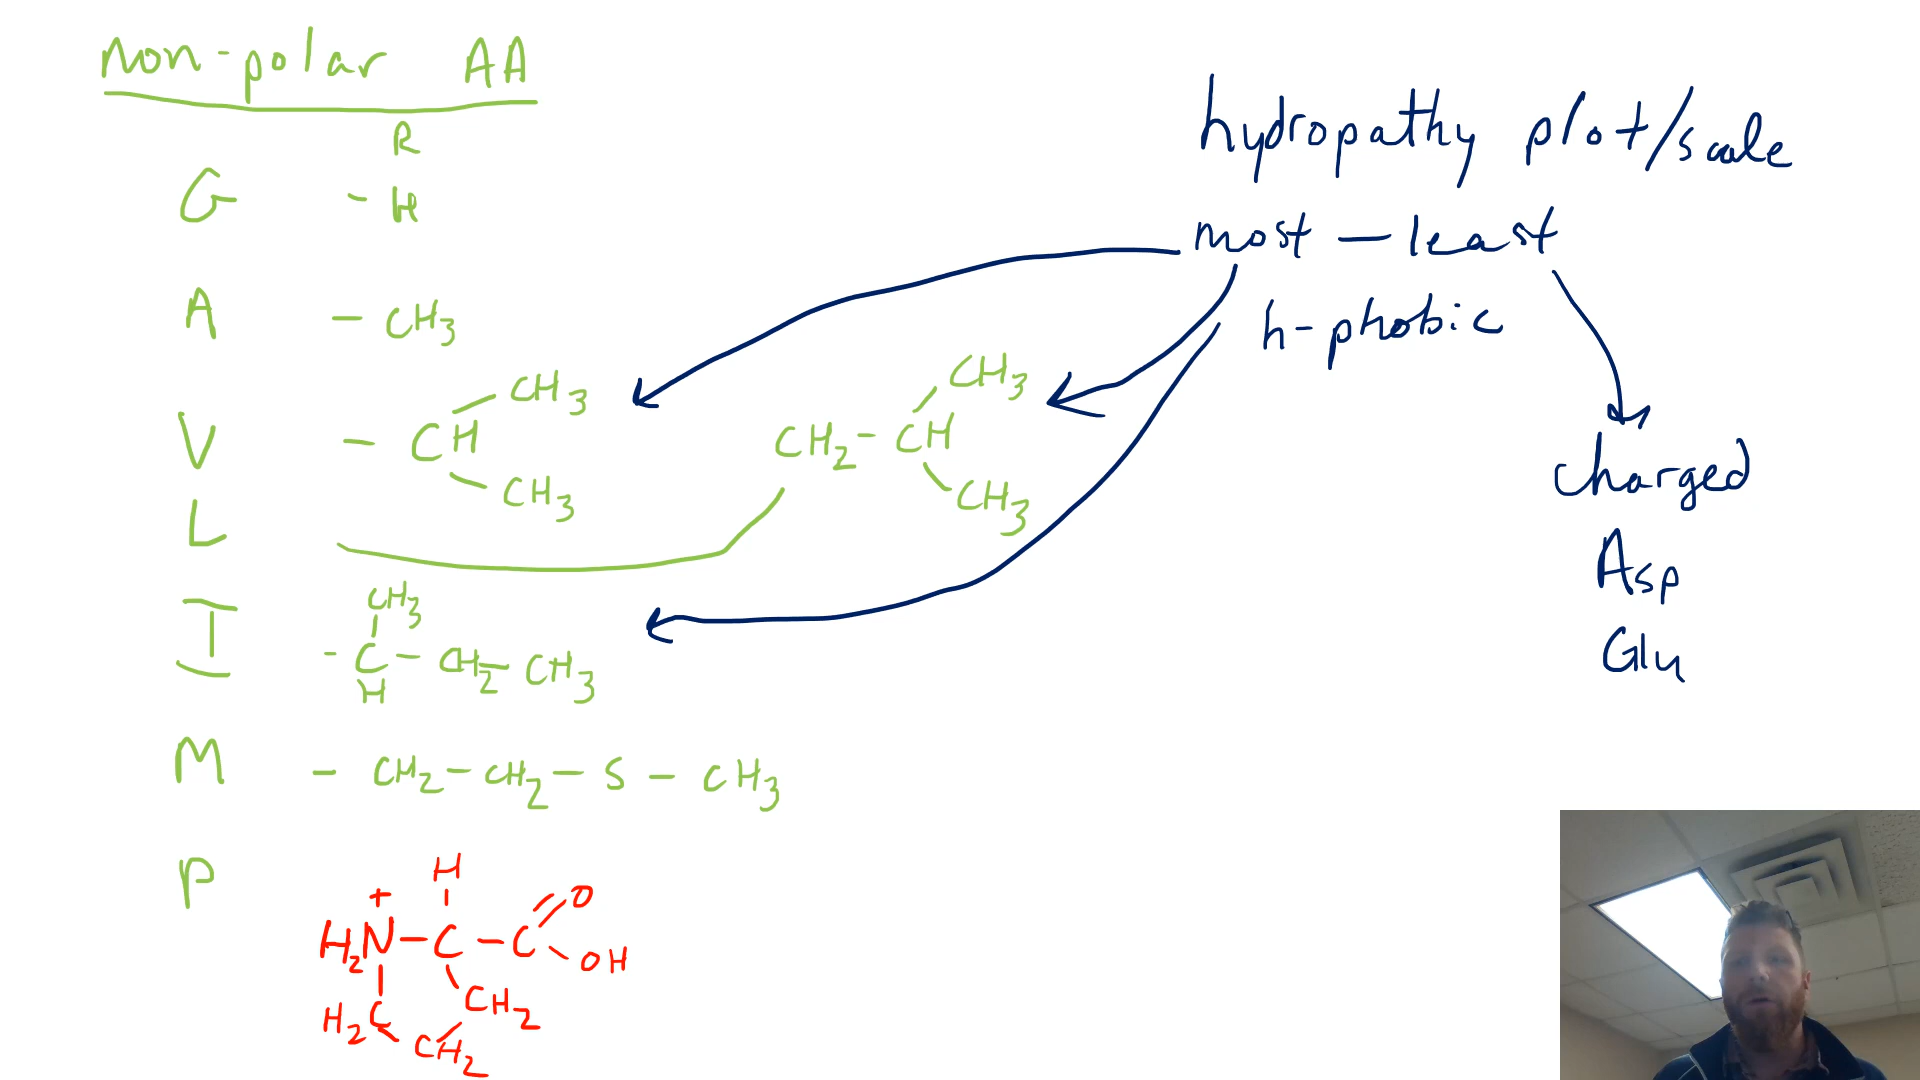 non-polar AA
R
G - H
A - CH3
V - CH CH3 CH3
L CH2 - CH CH3 CH3
I - C H CH3 - CH2 - CH3
M - CH2 - CH2 - S - CH3
P
H2N+ - C H - C O OH
CH2
H2C
CH2
hydropathy plot/scale
most - least
h-phobic
charged
Asp
Glu